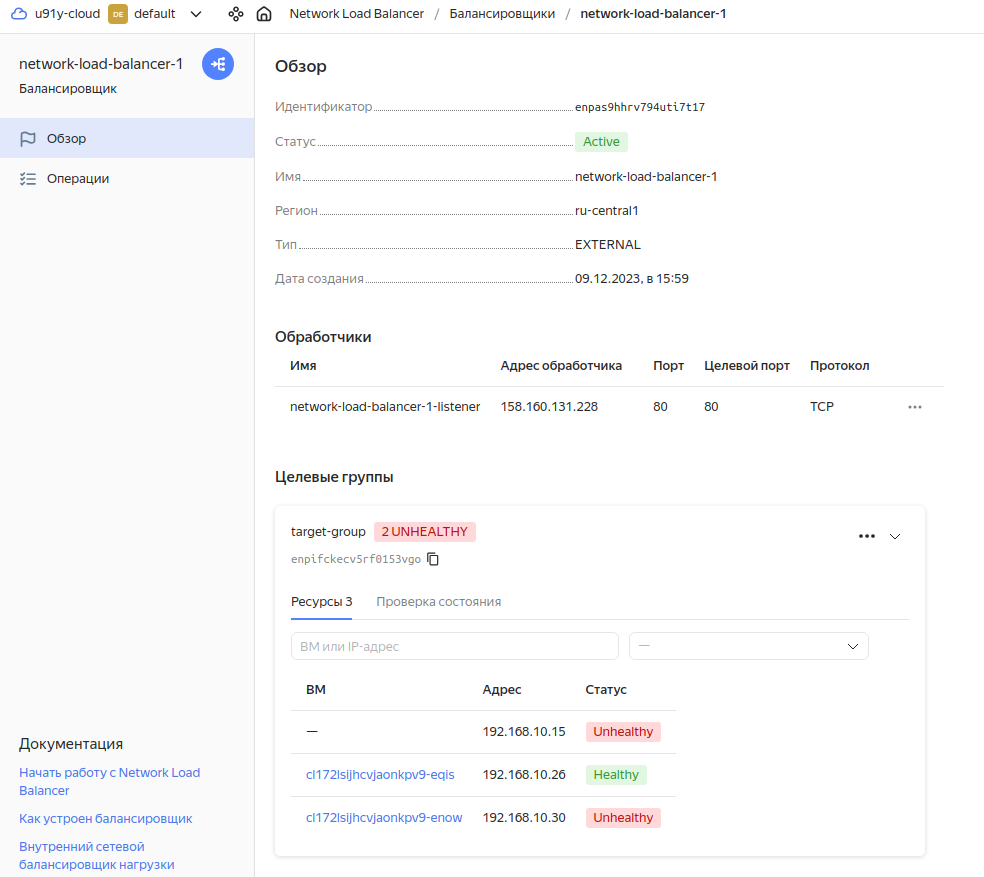 u91y-cloud DE default Network Load Balancer / Балансировщики / network-load-balancer-1
network-load-balancer-1
Балансировщик
Обзор
Операции
Документация
Начать работу с Network Load
Balancer
Как устроен балансировщик
Внутренний сетевой
балансировщик нагрузки
Обзор
Идентификатор enpas9hhrv794uti7t17
Статус Active
Имя network-load-balancer-1
Регион ru-central1
Тип EXTERNAL
Дата создания 09.12.2023, в 15:59
Обработчики
Имя Адрес обработчика Порт Целевой порт Протокол
network-load-balancer-1-listener 158.160.131.228 80 80 TCP
Целевые группы
target-group 2 UNHEALTHY
enpifckecv5rf0153vgo
Ресурсы 3 Проверка состояния
ВМ или IP-адрес —
ВМ Адрес Статус
— 192.168.10.15 Unhealthy
cl172lsijhcvjaonkpv9-eqis 192.168.10.26 Healthy
cl172lsijhcvjaonkpv9-enow 192.168.10.30 Unhealthy